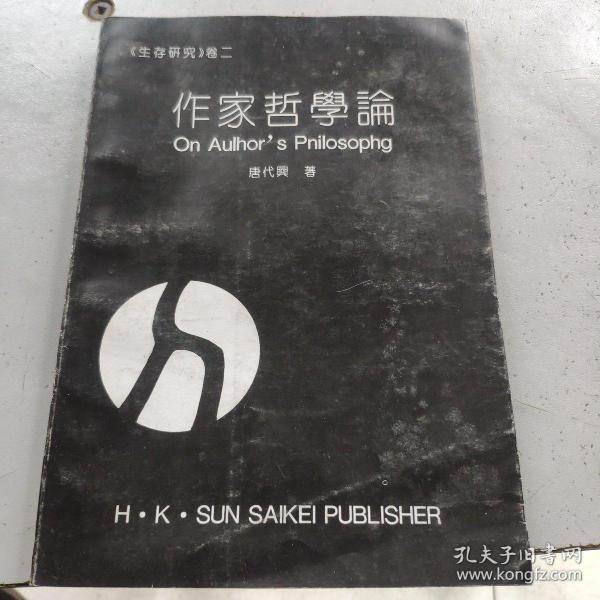 《生存研究》卷二
作家哲學論
On Aulhor's Pnilosophg
唐代興 著
H·K·SUN SAIKEI PUBLISHER
孔夫子旧书网
www.kongfz.com